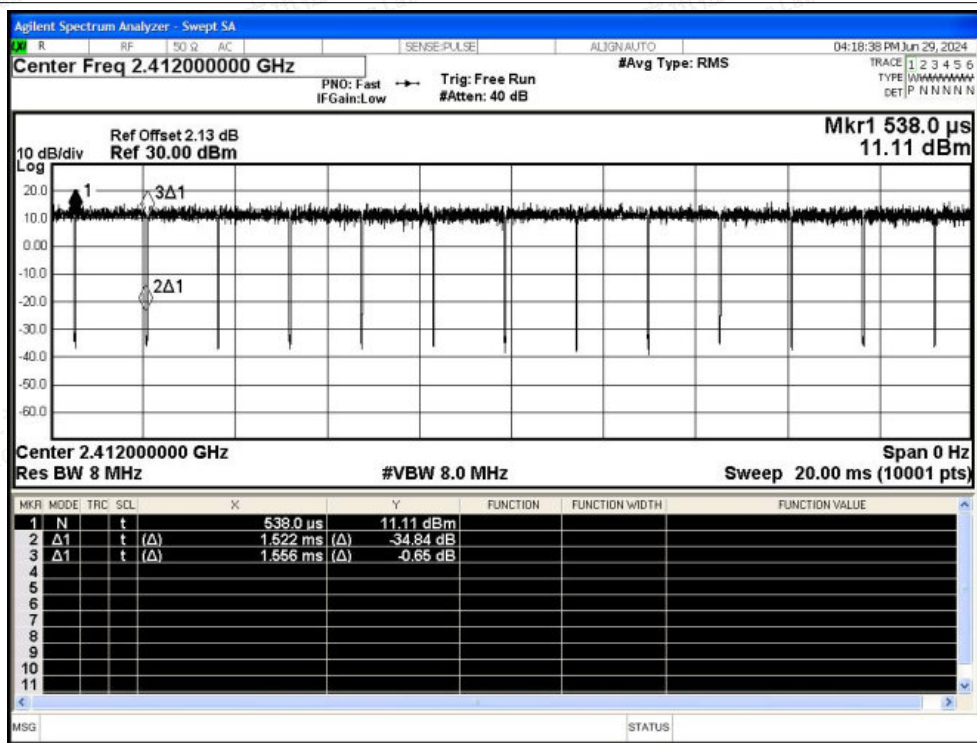 Agilent Spectrum Analyzer - Swept SA
LXI R RF 50 Ω AC SENSE:PULSE ALIGNAUTO 04:18:38 PM Jun 29, 2024
Center Freq 2.412000000 GHz
#Avg Type: RMS
TRACE 1 2 3 4 5 6
PNO: Fast Trig: Free Run
TYPE WWWWWW
IFGain:Low #Atten: 40 dB
DET P N N N N N
Mkr1 538.0 µs
11.11 dBm
Ref Offset 2.13 dB
10 dB/div Ref 30.00 dBm
Log
20.0
10.0
0.00
-10.0
-20.0
-30.0
-40.0
-50.0
-60.0
1
3Δ1
2Δ1
Center 2.412000000 GHz Span 0 Hz
Res BW 8 MHz #VBW 8.0 MHz Sweep 20.00 ms (10001 pts)
MKR MODE TRC SCL X Y FUNCTION FUNCTION WIDTH FUNCTION VALUE
1 N t 538.0 µs 11.11 dBm
2 Δ1 t (Δ) 1.522 ms (Δ) -34.84 dB
3 Δ1 t (Δ) 1.556 ms (Δ) -0.65 dB
4
5
6
7
8
9
10
11
MSG STATUS